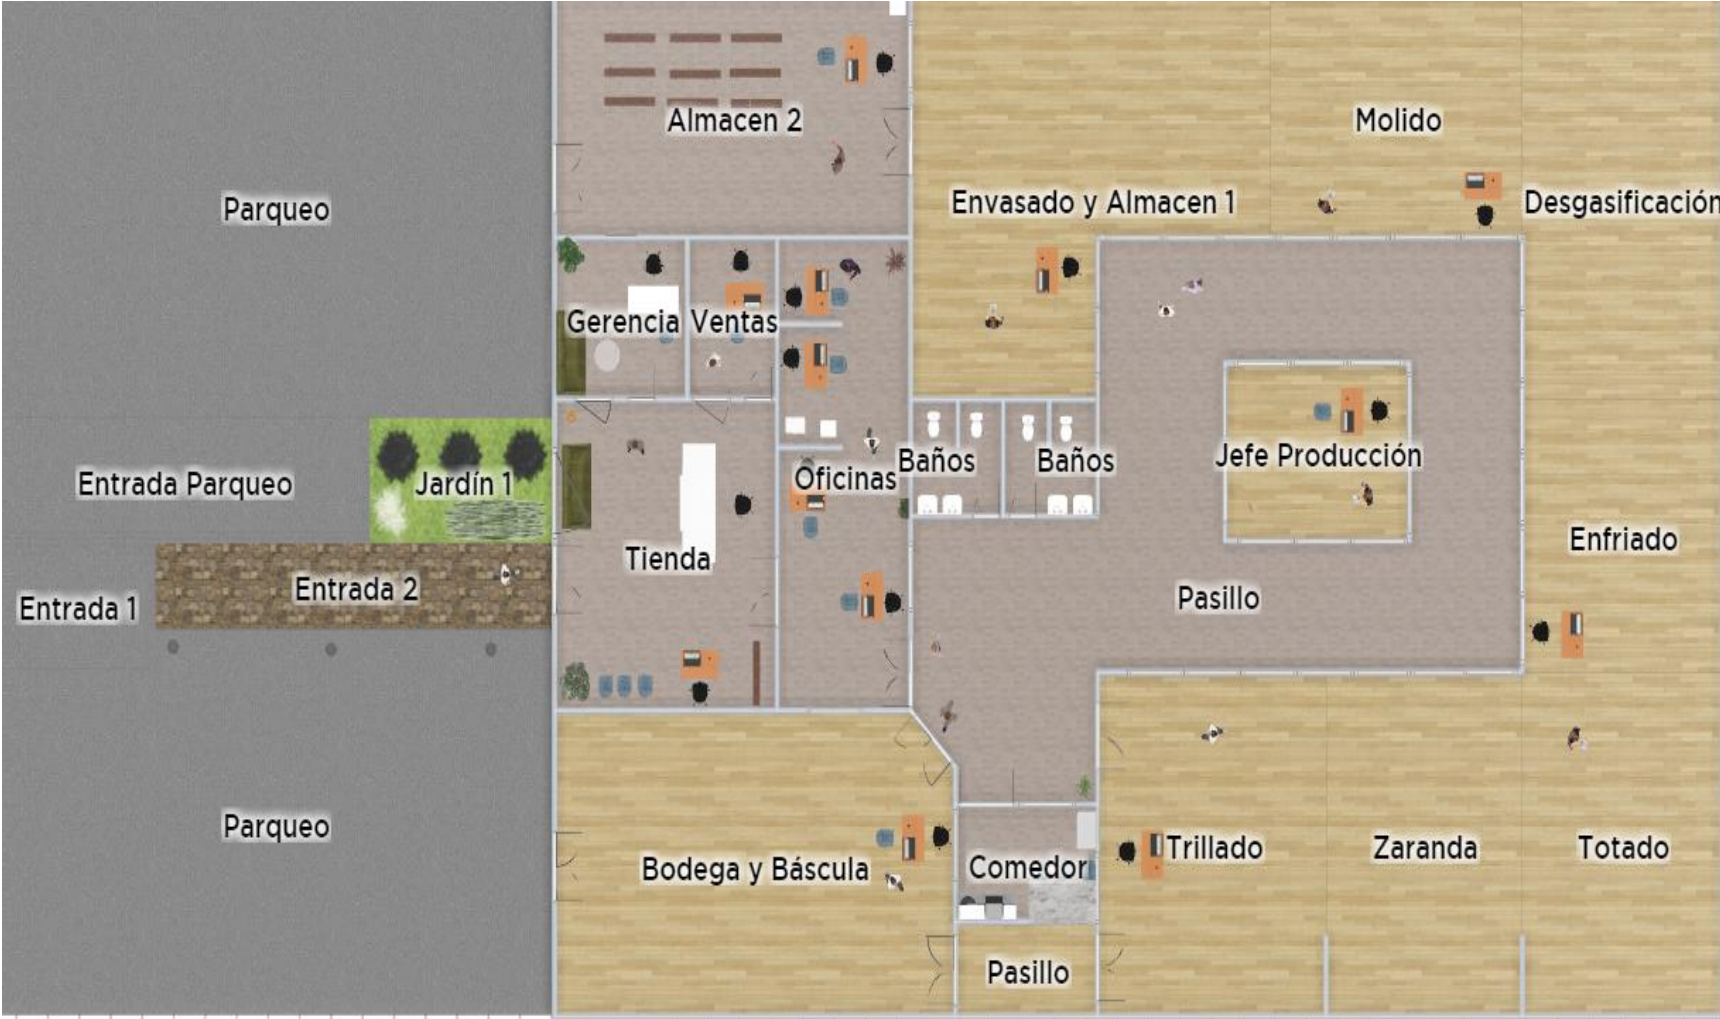 Almacen 2
Molido
Parqueo
Envasado y Almacen 1
Desgasificación
Gerencia
Ventas
Entrada Parqueo
Jardín 1
Oficinas
Baños
Baños
Jefe Producción
Tienda
Enfriado
Entrada 1
Entrada 2
Pasillo
Parqueo
Bodega y Báscula
Comedor
Trillado
Zaranda
Totado
Pasillo